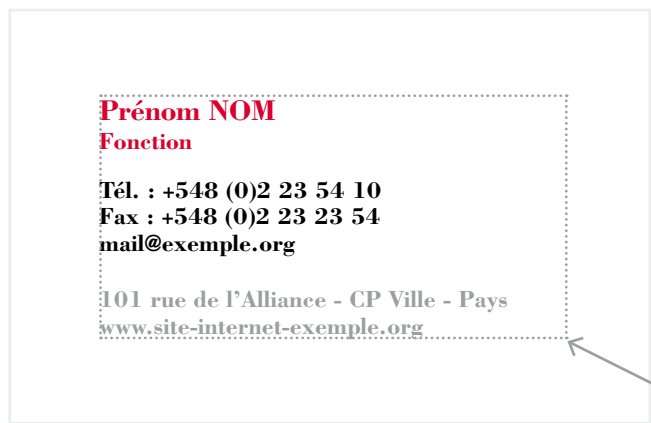 Prénom NOM
Fonction
Tél. : +548 (0)2 23 54 10
Fax : +548 (0)2 23 23 54
mail@exemple.org
101 rue de l’Alliance - CP Ville - Pays
www.site-internet-exemple.org